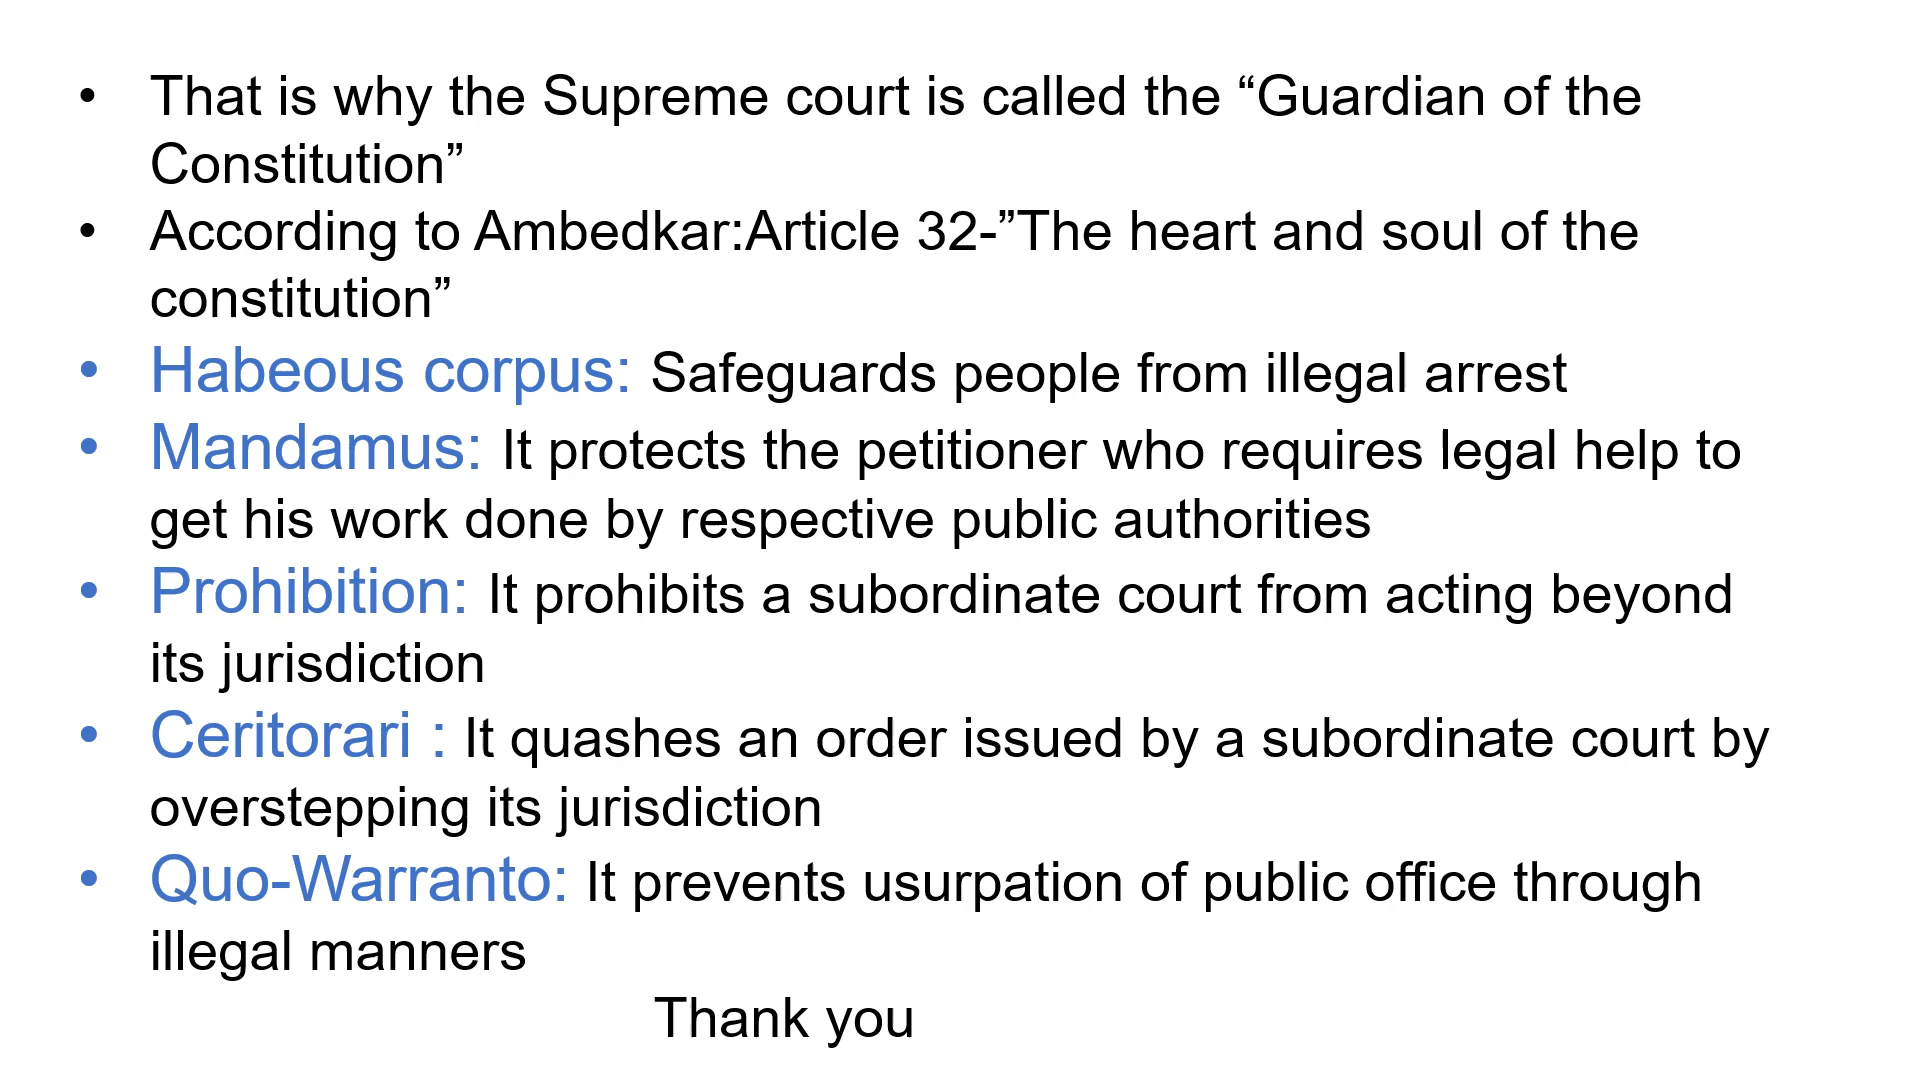 • That is why the Supreme court is called the “Guardian of the
Constitution”
• According to Ambedkar:Article 32-”The heart and soul of the
constitution”
• Habeous corpus: Safeguards people from illegal arrest
• Mandamus: It protects the petitioner who requires legal help to
get his work done by respective public authorities
• Prohibition: It prohibits a subordinate court from acting beyond
its jurisdiction
• Ceritorari : It quashes an order issued by a subordinate court by
overstepping its jurisdiction
• Quo-Warranto: It prevents usurpation of public office through
illegal manners
Thank you